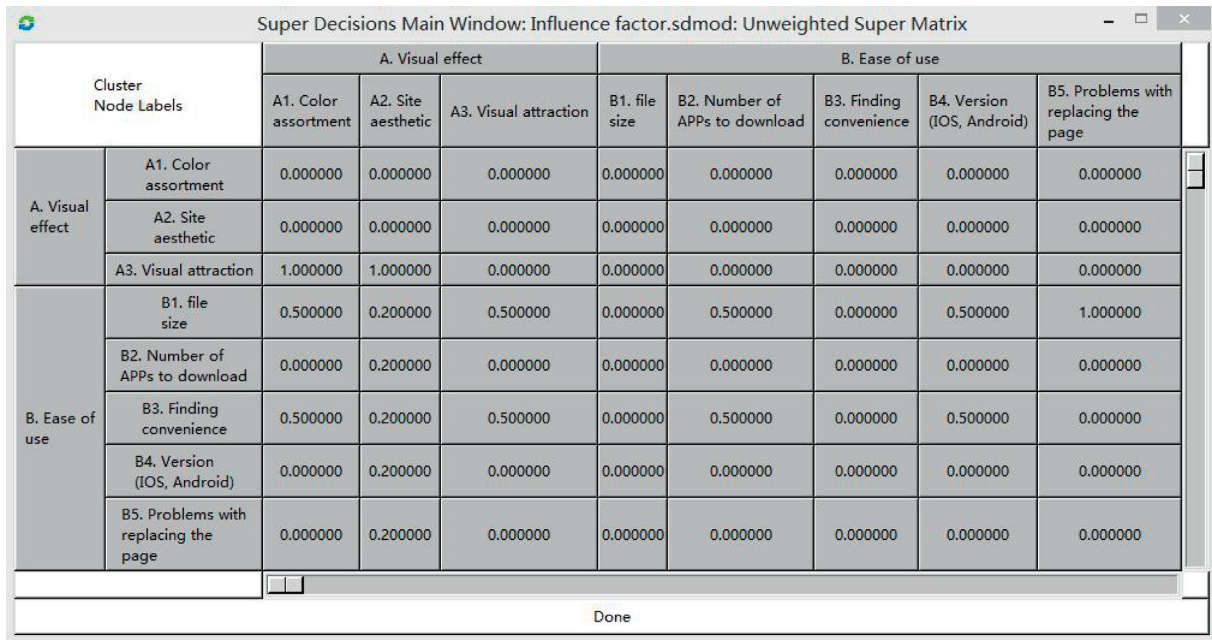 Super Decisions Main Window: Influence factor.sdmod: Unweighted Super Matrix
Cluster
Node Labels
A. Visual effect
B. Ease of use
A1. Color
assortment
A2. Site
aesthetic
A3. Visual attraction
B1. file
size
B2. Number of
APPs to download
B3. Finding
convenience
B4. Version
(IOS, Android)
B5. Problems with
replacing the
page
A. Visual
effect
A1. Color
assortment
0.000000 0.000000 0.000000 0.000000 0.000000 0.000000 0.000000 0.000000
A2. Site
aesthetic
0.000000 0.000000 0.000000 0.000000 0.000000 0.000000 0.000000 0.000000
A3. Visual attraction 1.000000 1.000000 0.000000 0.000000 0.000000 0.000000 0.000000 0.000000
B. Ease of
use
B1. file
size
0.500000 0.200000 0.500000 0.000000 0.500000 0.000000 0.500000 1.000000
B2. Number of
APPs to download
0.000000 0.200000 0.000000 0.000000 0.000000 0.000000 0.000000 0.000000
B3. Finding
convenience
0.500000 0.200000 0.500000 0.000000 0.500000 0.000000 0.500000 0.000000
B4. Version
(IOS, Android)
0.000000 0.200000 0.000000 0.000000 0.000000 0.000000 0.000000 0.000000
B5. Problems with
replacing the
page
0.000000 0.200000 0.000000 0.000000 0.000000 0.000000 0.000000 0.000000
Done